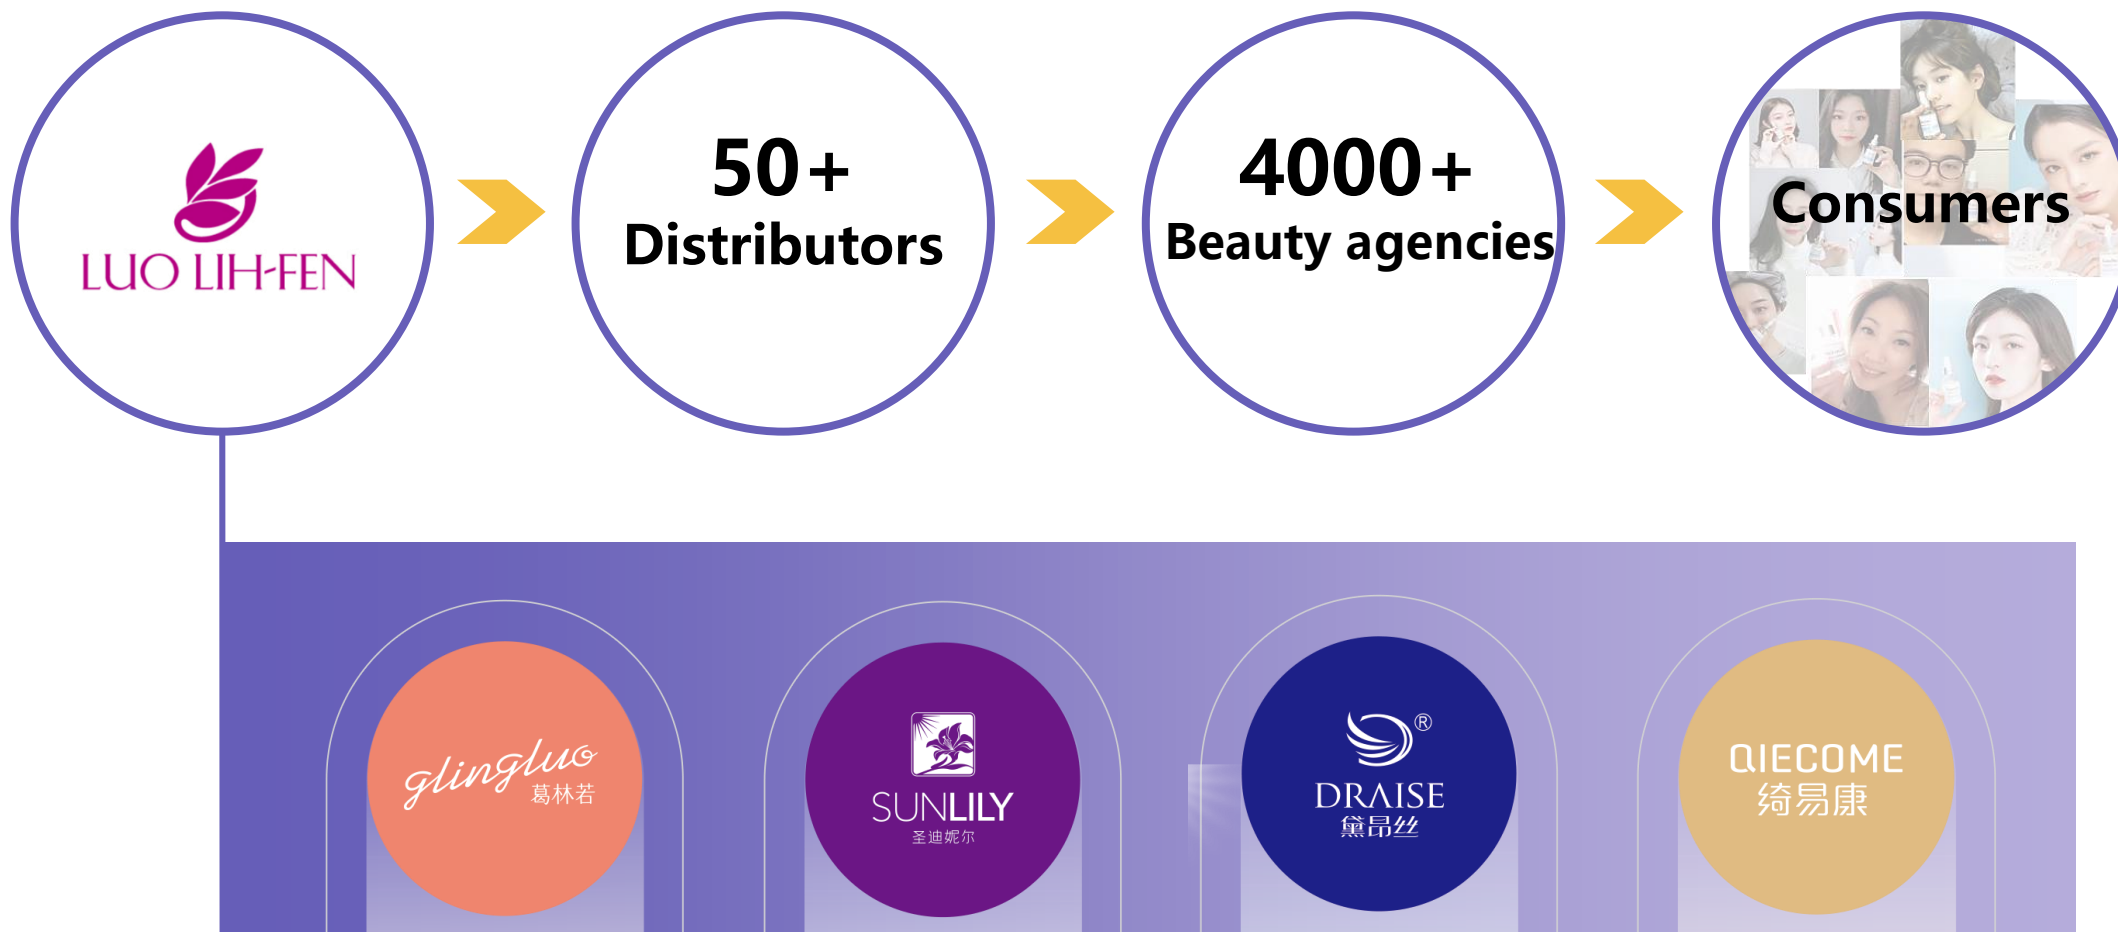 LUO LIH-FEN
50+
Distributors
4000+
Beauty agencies
Consumers
glingluo
葛林若
SUNLILY
圣迪妮尔
DRAISE
®
黛昂丝
QIECOME
绮易康